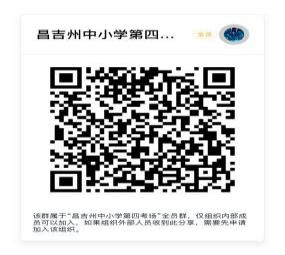 昌吉州中小学第四... 全员
该群属于“昌吉州中小学第四考场”全员群，仅组织内部成
员可以加入，如果组织外部人员收到此分享，需要先申请
加入该组织。